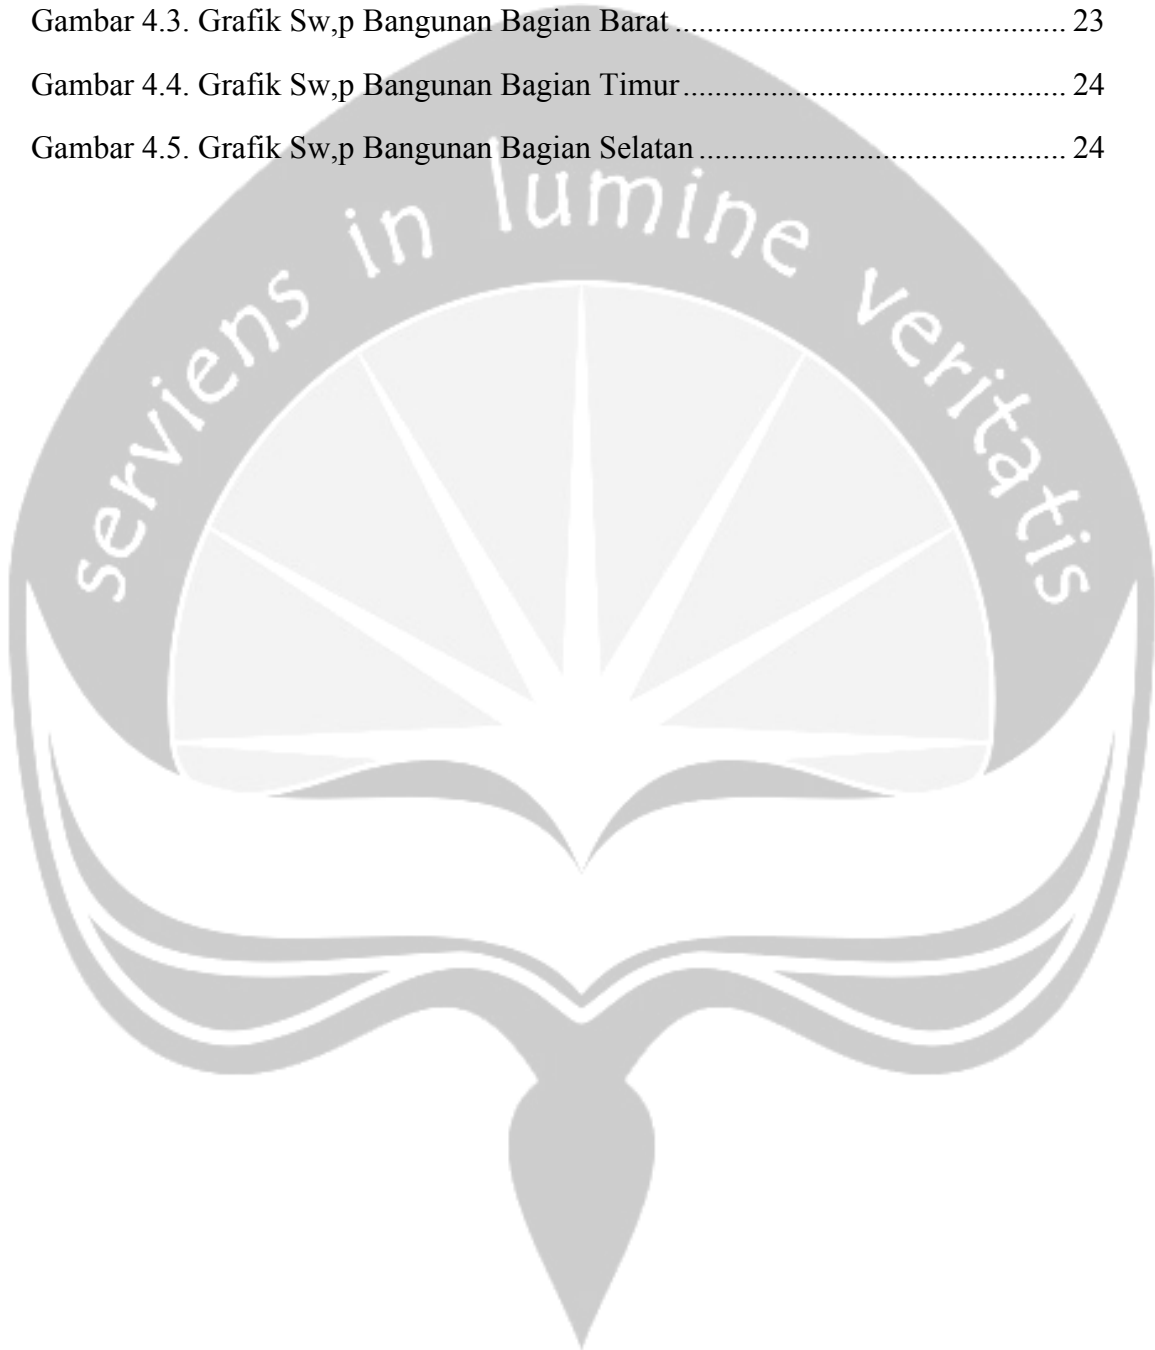 Gambar 4.3. Grafik Sw,p Bangunan Bagian Barat ................................................ 23
Gambar 4.4. Grafik Sw,p Bangunan Bagian Timur ............................................... 24
Gambar 4.5. Grafik Sw,p Bangunan Bagian Selatan ............................................. 24
serviens in lumine veritatis